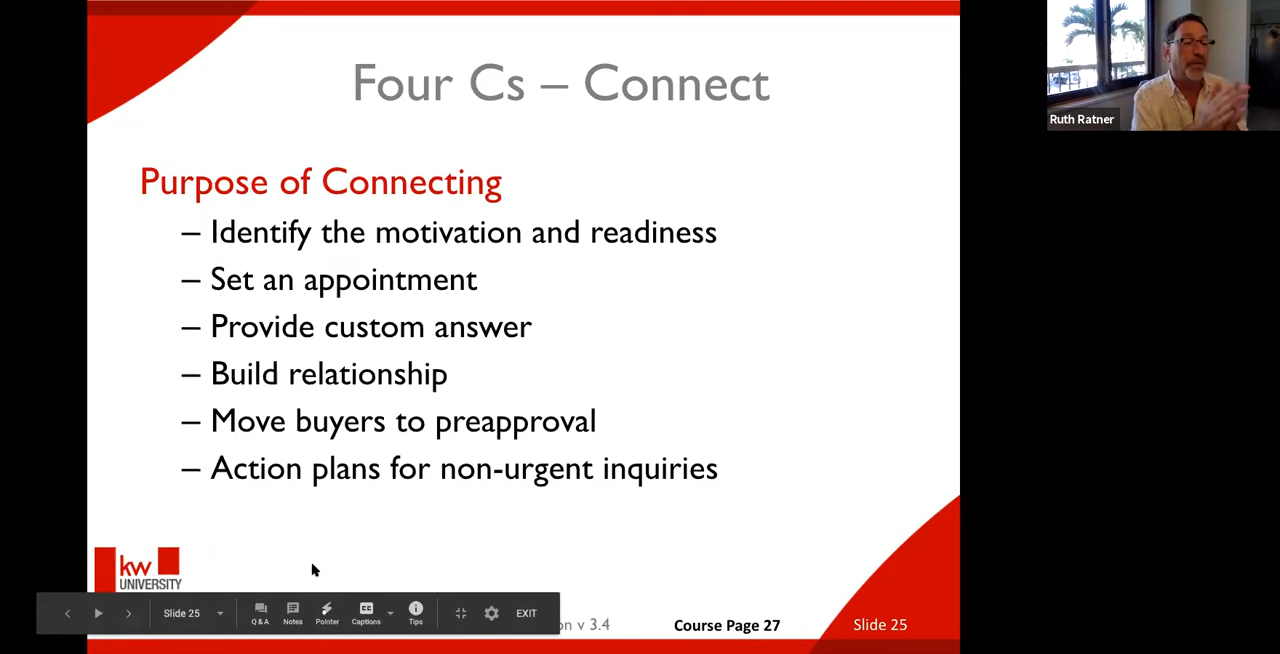 Four Cs – Connect
Ruth Ratner
Purpose of Connecting
– Identify the motivation and readiness
– Set an appointment
– Provide custom answer
– Build relationship
– Move buyers to preapproval
– Action plans for non-urgent inquiries
kw
UNIVERSITY
Slide 25
Q & A
Notes
Pointer
CC
Captions
Tips
EXIT
on v 3.4
Course Page 27
Slide 25